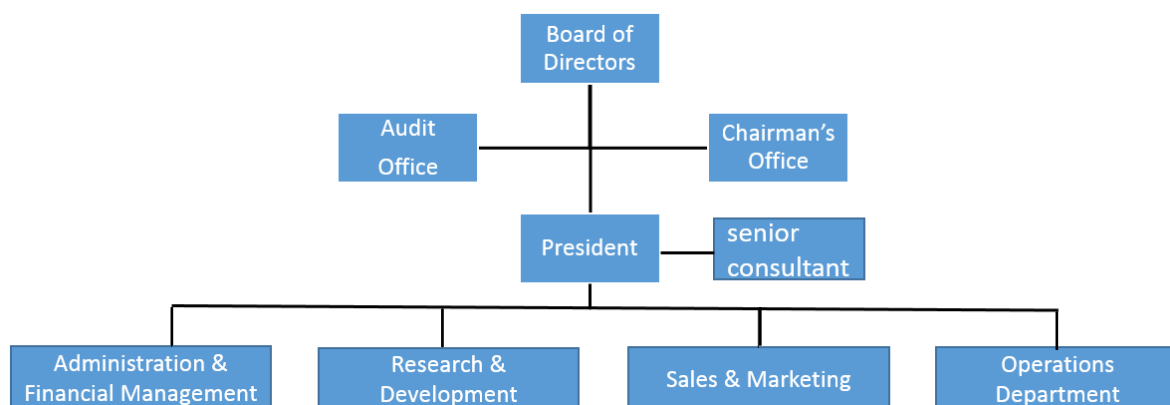 Board of
Directors
Audit
Office
Chairman's
Office
President
senior
consultant
Administration &
Financial Management
Research &
Development
Sales & Marketing
Operations
Department